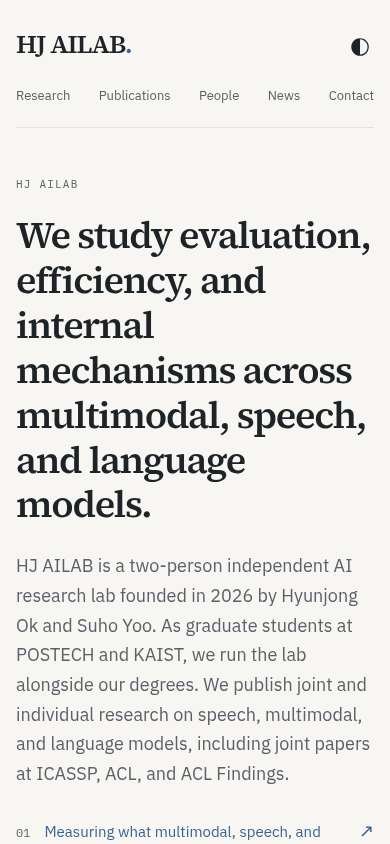 HJ AILAB.
Research Publications People News Contact
HJ AILAB
We study evaluation,
efficiency, and
internal
mechanisms across
multimodal, speech,
and language
models.
HJ AILAB is a two-person independent AI
research lab founded in 2026 by Hyunjong
Ok and Suho Yoo. As graduate students at
POSTECH and KAIST, we run the lab
alongside our degrees. We publish joint and
individual research on speech, multimodal,
and language models, including joint papers
at ICASSP, ACL, and ACL Findings.
01 Measuring what multimodal, speech, and ↗